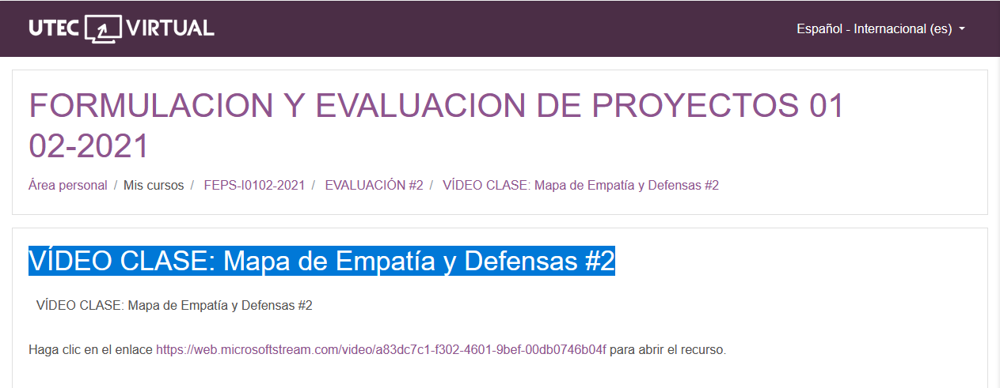 UTEC VIRTUAL
Español - Internacional (es)
FORMULACION Y EVALUACION DE PROYECTOS 01
02-2021
Área personal / Mis cursos / FEPS-I0102-2021 / EVALUACIÓN #2 / VÍDEO CLASE: Mapa de Empatía y Defensas #2
VÍDEO CLASE: Mapa de Empatía y Defensas #2
VÍDEO CLASE: Mapa de Empatía y Defensas #2
Haga clic en el enlace https://web.microsoftstream.com/video/a83dc7c1-f302-4601-9bef-00db0746b04f para abrir el recurso.